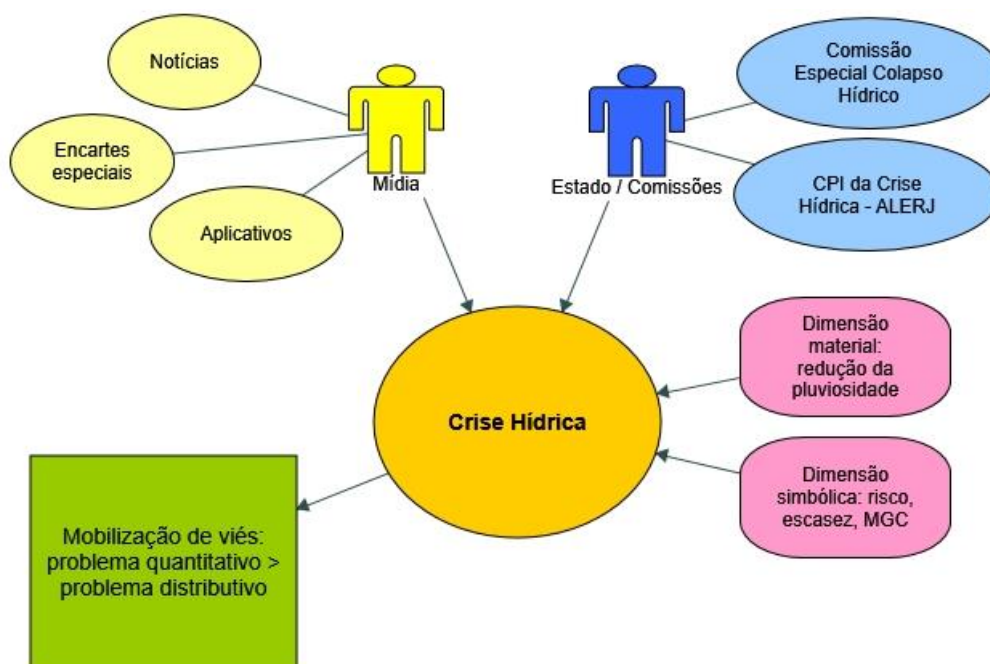 Notícias
Encartes
especiais
Aplicativos
Mídia
Estado / Comissões
Comissão
Especial Colapso
Hídrico
CPI da Crise
Hídrica - ALERJ
Crise Hídrica
Dimensão
material:
redução da
pluviosidade
Dimensão
simbólica: risco,
escasez, MGC
Mobilização de viés:
problema quantitativo >
problema distributivo